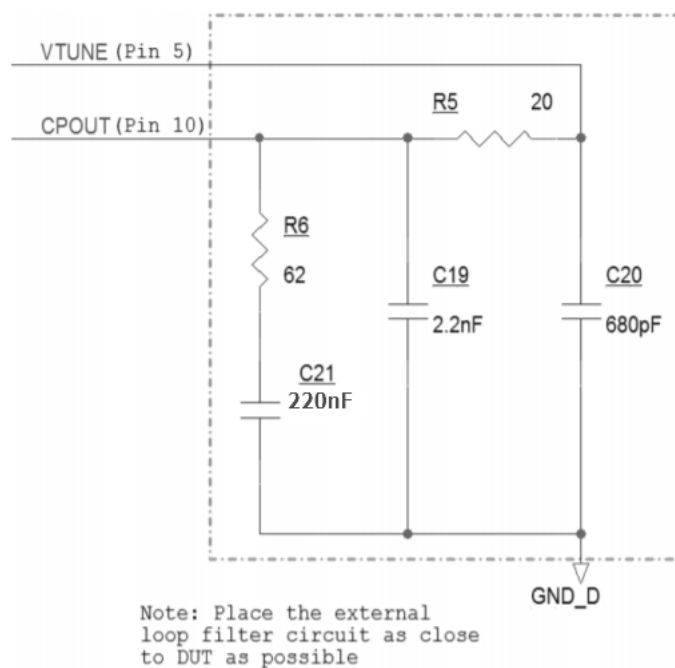 VTUNE (Pin 5)
R5 20
CPOUT (Pin 10)
R6
62
C19
2.2nF
C20
680pF
C21
220nF
GND_D
Note: Place the external
loop filter circuit as close
to DUT as possible